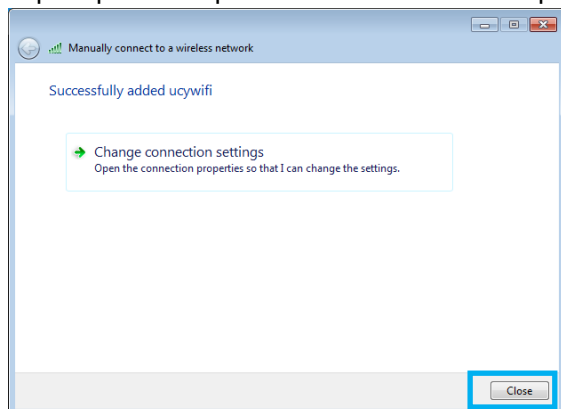 Manually connect to a wireless network
Successfully added ucywifi
Change connection settings
Open the connection properties so that I can change the settings.
Close